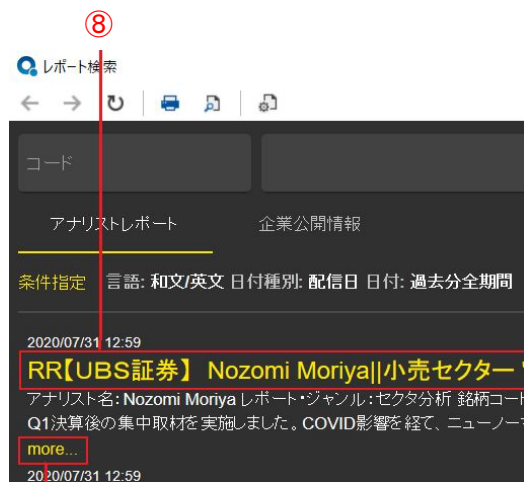 ⑧
レポート検索
コード
アナリストレポート 企業公開情報
条件指定 言語: 和文/英文 日付種別: 配信日 日付: 過去分全期間
2020/07/31 12:59
RR【UBS証券】 Nozomi Moriya||小売セクター
アナリスト名: Nozomi Moriya レポート・ジャンル:セクタ分析 銘柄コード
Q1決算後の集中取材を実施しました。COVID影響を経て、ニューノー
more...
2020/07/31 12:59